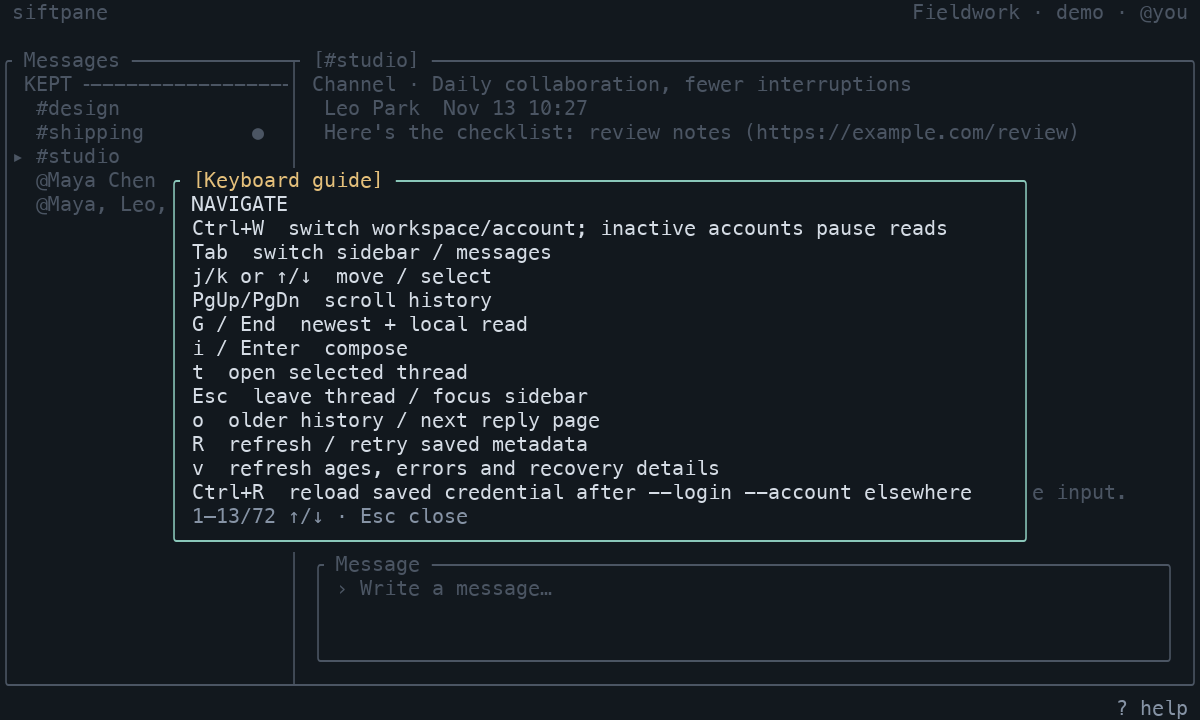 siftpane Fieldwork · demo · @you
Messages [#studio]
KEPT ----------------- Channel · Daily collaboration, fewer interruptions
#design Leo Park Nov 13 10:27
#shipping ● Here's the checklist: review notes (https://example.com/review)
▸ #studio
@Maya Chen
@Maya, Leo,
[Keyboard guide]
NAVIGATE
Ctrl+W switch workspace/account; inactive accounts pause reads
Tab switch sidebar / messages
j/k or ↑/↓ move / select
PgUp/PgDn scroll history
G / End newest + local read
i / Enter compose
t open selected thread
Esc leave thread / focus sidebar
o older history / next reply page
R refresh / retry saved metadata
v refresh ages, errors and recovery details
Ctrl+R reload saved credential after --login --account elsewhere
e input.
1–13/72 ↑/↓ · Esc close
Message
› Write a message…
? help